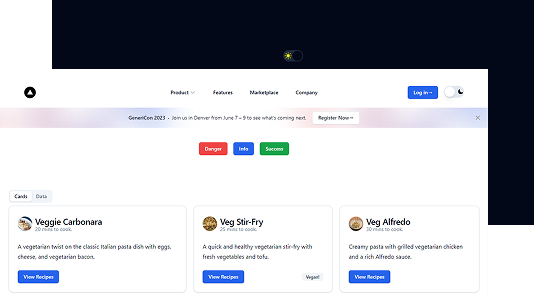 Product Features Marketplace Company Log in →
GeneriCon 2023 · Join us in Denver from June 7 – 9 to see what's coming next. Register Now →
Danger Info Success
Cards Data
Veggie Carbonara
20 mins to cook.
A vegetarian twist on the classic Italian pasta dish with eggs,
cheese, and vegetarian bacon.
View Recipes
Veg Stir-Fry
25 mins to cook.
A quick and healthy vegetarian stir-fry with
fresh vegetables and tofu.
View Recipes Vegan!
Veg Alfredo
30 mins to cook.
Creamy pasta with grilled vegetarian chicken
and a rich Alfredo sauce.
View Recipes